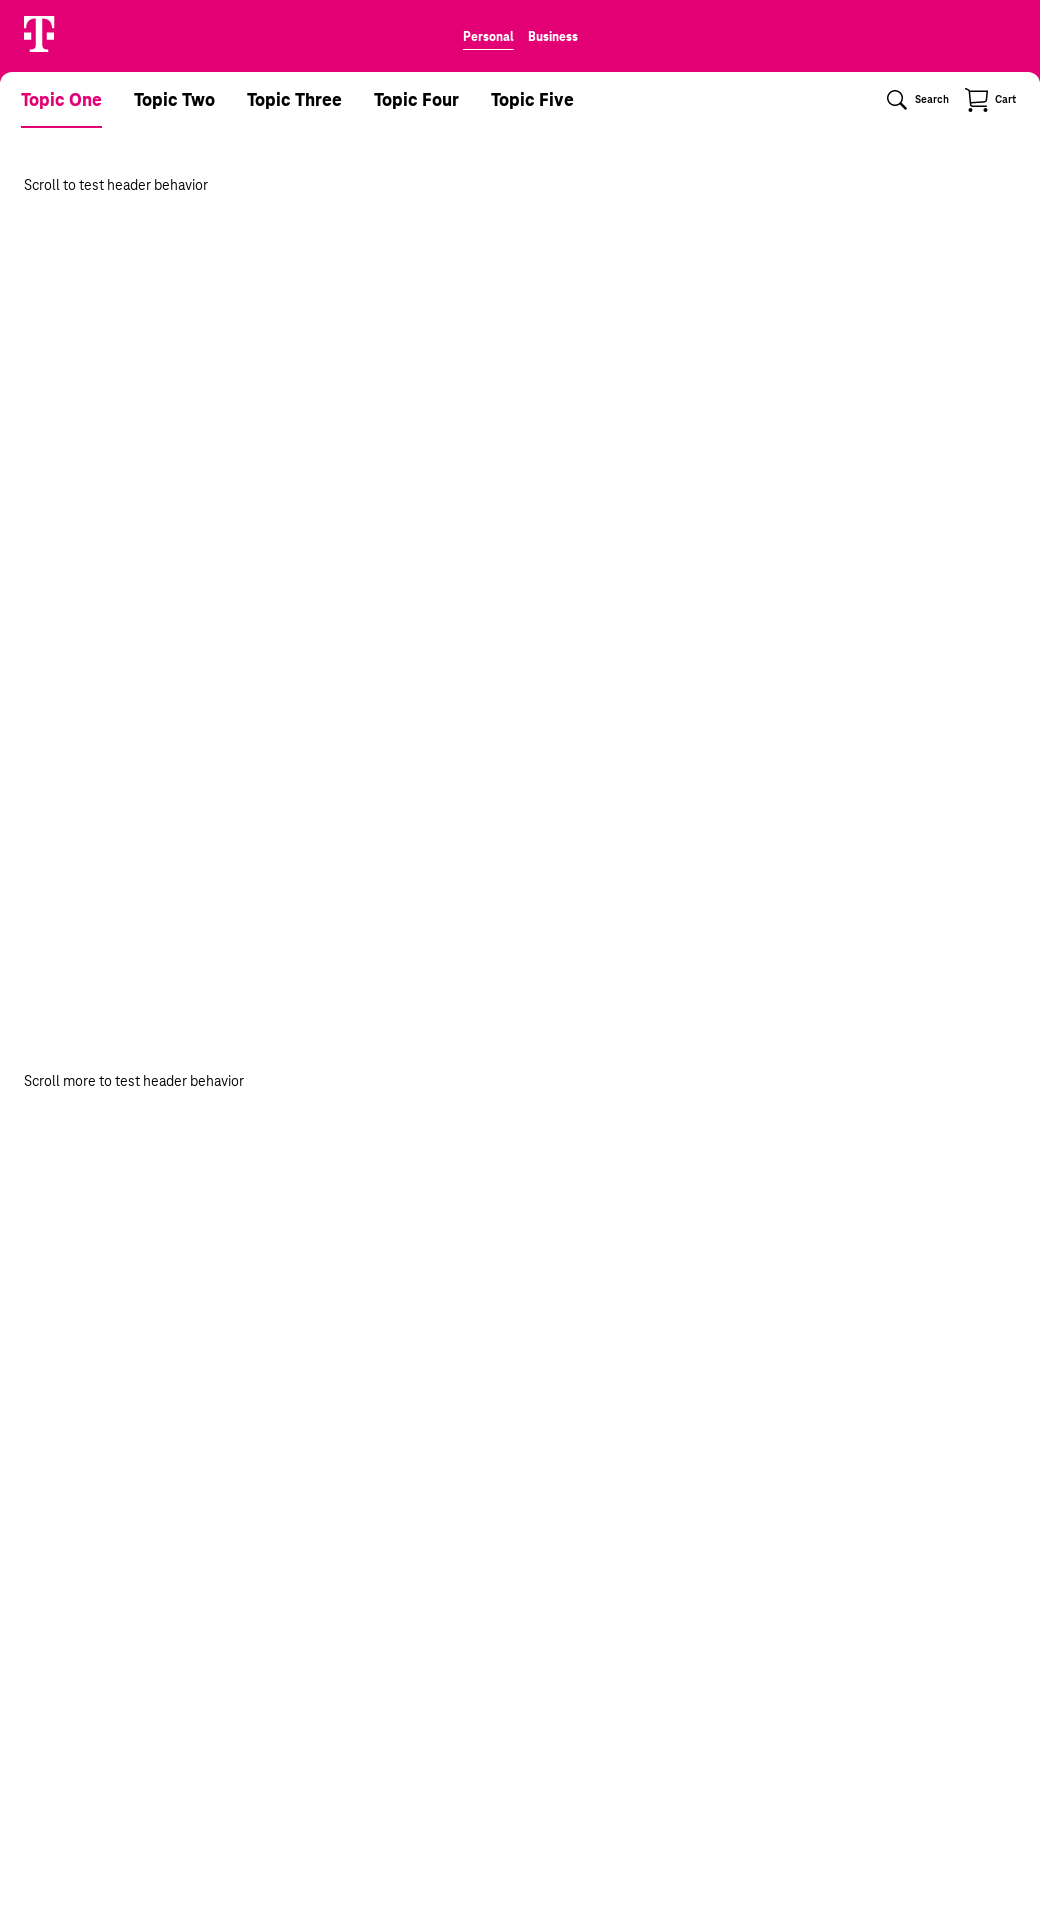 Personal Business
Topic One Topic Two Topic Three Topic Four Topic Five Search Cart
Scroll to test header behavior
Scroll more to test header behavior